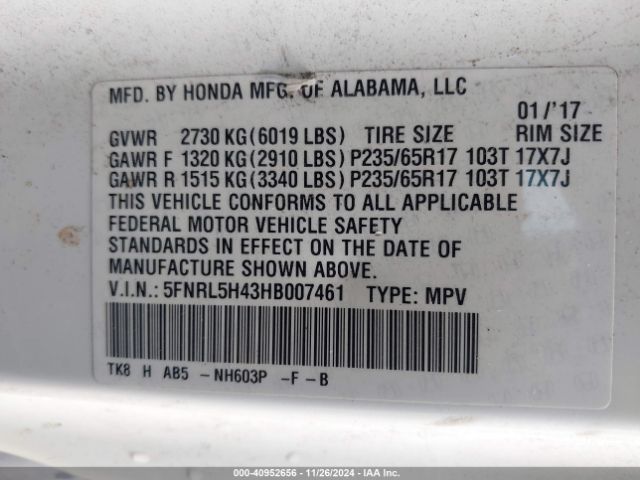 MFD. BY HONDA MFG. OF ALABAMA, LLC
01/'17
GVWR 2730 KG(6019 LBS) TIRE SIZE RIM SIZE
GAWR F 1320 KG(2910 LBS) P235/65R17 103T 17X7J
GAWR R 1515 KG(3340 LBS) P235/65R17 103T 17X7J
THIS VEHICLE CONFORMS TO ALL APPLICABLE
FEDERAL MOTOR VEHICLE SAFETY
STANDARDS IN EFFECT ON THE DATE OF
MANUFACTURE SHOWN ABOVE.
V.I.N.: 5FNRL5H43HB007461 TYPE: MPV
TK8 H AB5 -NH603P -F-B
#: 40952656 - 11/26/2024 - IAA Inc.